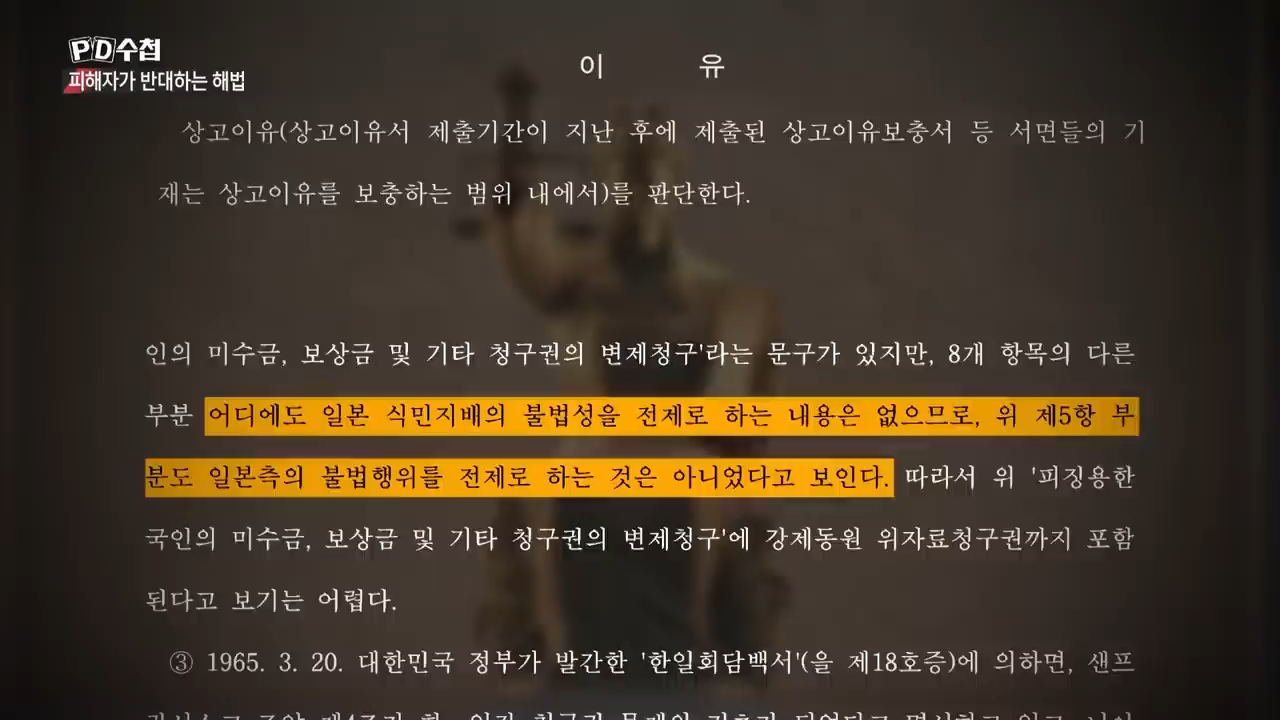 PD수첩
피해자가 반대하는 해법
이 유
상고이유(상고이유서 제출기간이 지난 후에 제출된 상고이유보충서 등 서면들의 기
재는 상고이유를 보충하는 범위 내에서)를 판단한다.
인의 미수금, 보상금 및 기타 청구권의 변제청구'라는 문구가 있지만, 8개 항목의 다른
부분 어디에도 일본 식민지배의 불법성을 전제로 하는 내용은 없으므로, 위 제5항 부
분도 일본측의 불법행위를 전제로 하는 것은 아니었다고 보인다. 따라서 위 '피징용한
국인의 미수금, 보상금 및 기타 청구권의 변제청구'에 강제동원 위자료청구권까지 포함
된다고 보기는 어렵다.
③ 1965. 3. 20. 대한민국 정부가 발간한 '한일회담백서'(을 제18호증)에 의하면, 샌프